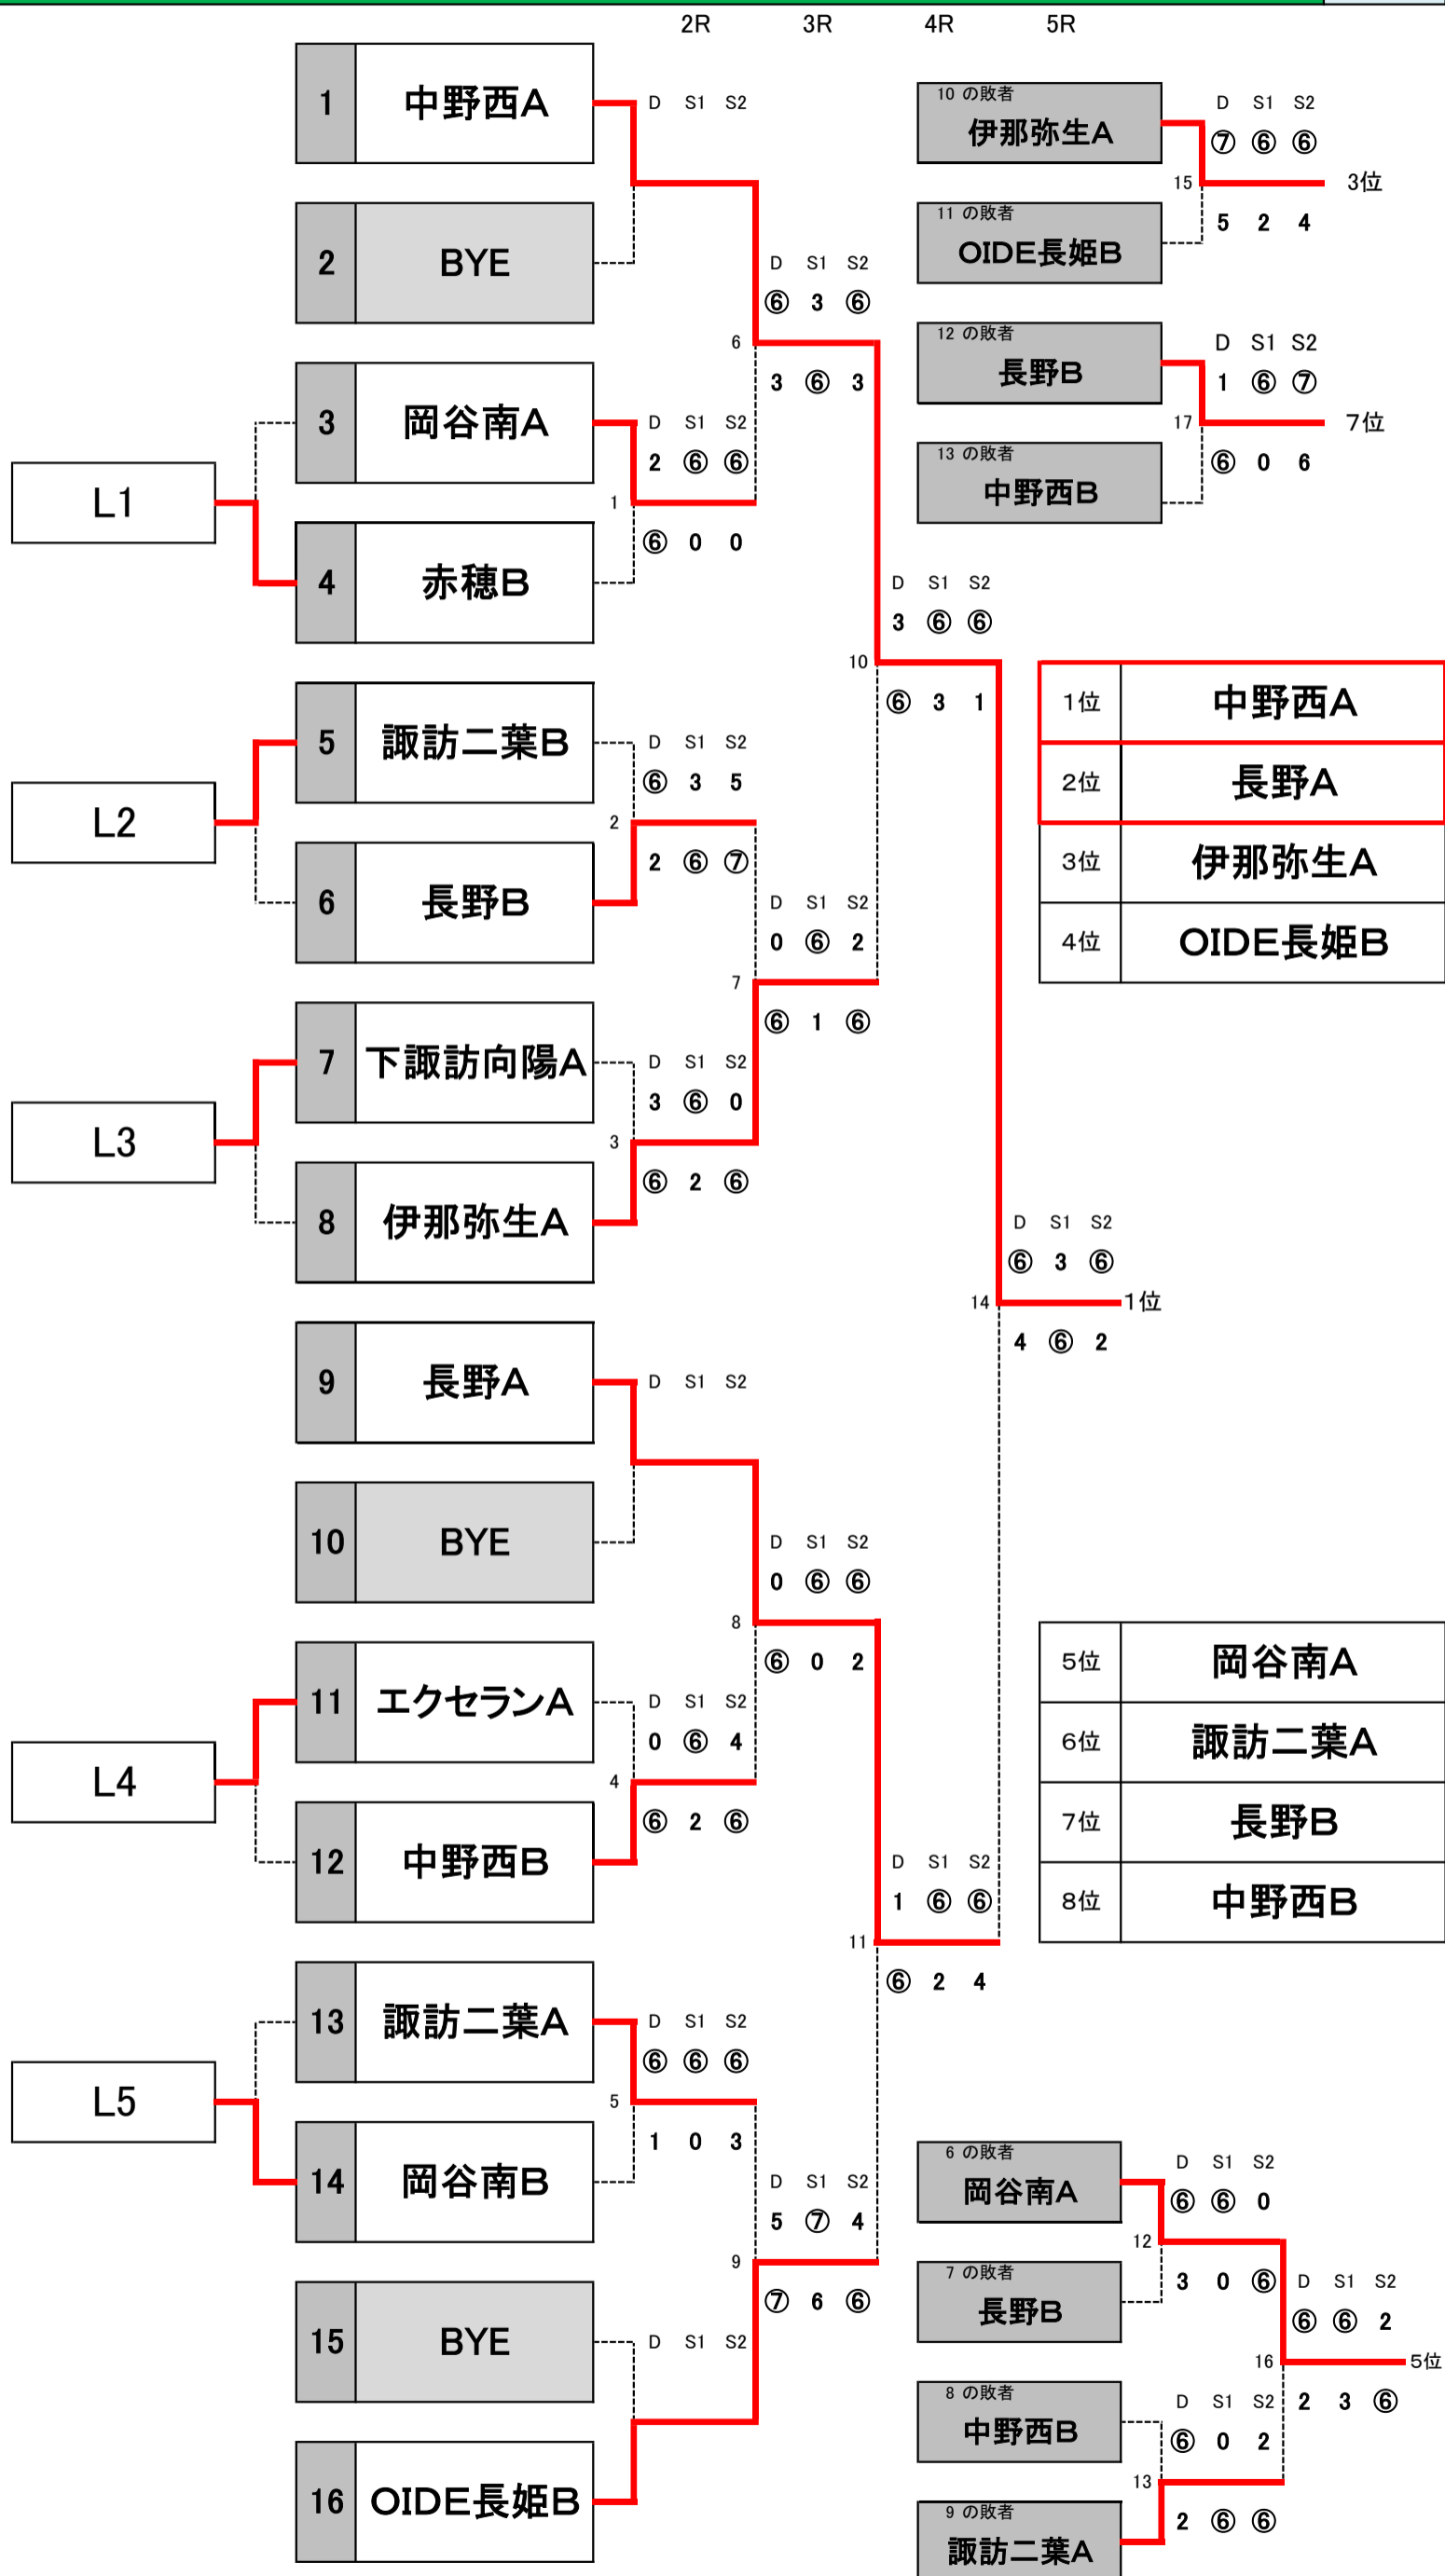 2R 3R 4R 5R
1 中野西A
D S1 S2
2 BYE
D S1 S2
⑥ 3 ⑥
6
3 ⑥ 3
3 岡谷南A
D S1 S2
2 ⑥ ⑥
L1
1
⑥ 0 0
4 赤穂B
5 諏訪二葉B
D S1 S2
⑥ 3 5
L2
2
2 ⑥ ⑦
6 長野B
D S1 S2
0 ⑥ 2
7
⑥ 1 ⑥
7 下諏訪向陽A
D S1 S2
3 ⑥ 0
L3
3
⑥ 2 ⑥
8 伊那弥生A
D S1 S2
3 ⑥ ⑥
10
⑥ 3 1
9 長野A
D S1 S2
10 BYE
D S1 S2
0 ⑥ ⑥
8
⑥ 0 2
11 エクセランA
D S1 S2
0 ⑥ 4
L4
4
⑥ 2 ⑥
12 中野西B
D S1 S2
1 ⑥ ⑥
11
⑥ 2 4
13 諏訪二葉A
D S1 S2
⑥ ⑥ ⑥
L5
5
1 0 3
14 岡谷南B
D S1 S2
5 ⑦ 4
9
⑦ 6 ⑥
15 BYE
D S1 S2
16 OIDE長姫B
D S1 S2
⑥ 3 ⑥
14
1位
4 ⑥ 2
10 の敗者
伊那弥生A
D S1 S2
⑦ ⑥ ⑥
15
3位
11 の敗者
OIDE長姫B
5 2 4
12 の敗者
長野B
D S1 S2
1 ⑥ ⑦
17
7位
13 の敗者
中野西B
⑥ 0 6
1位 中野西A
2位 長野A
3位 伊那弥生A
4位 OIDE長姫B
5位 岡谷南A
6位 諏訪二葉A
7位 長野B
8位 中野西B
6 の敗者
岡谷南A
D S1 S2
⑥ ⑥ 0
12
7 の敗者
長野B
3 0 ⑥
D S1 S2
⑥ ⑥ 2
16
5位
2 3 ⑥
8 の敗者
中野西B
D S1 S2
⑥ 0 2
13
9 の敗者
諏訪二葉A
2 ⑥ ⑥